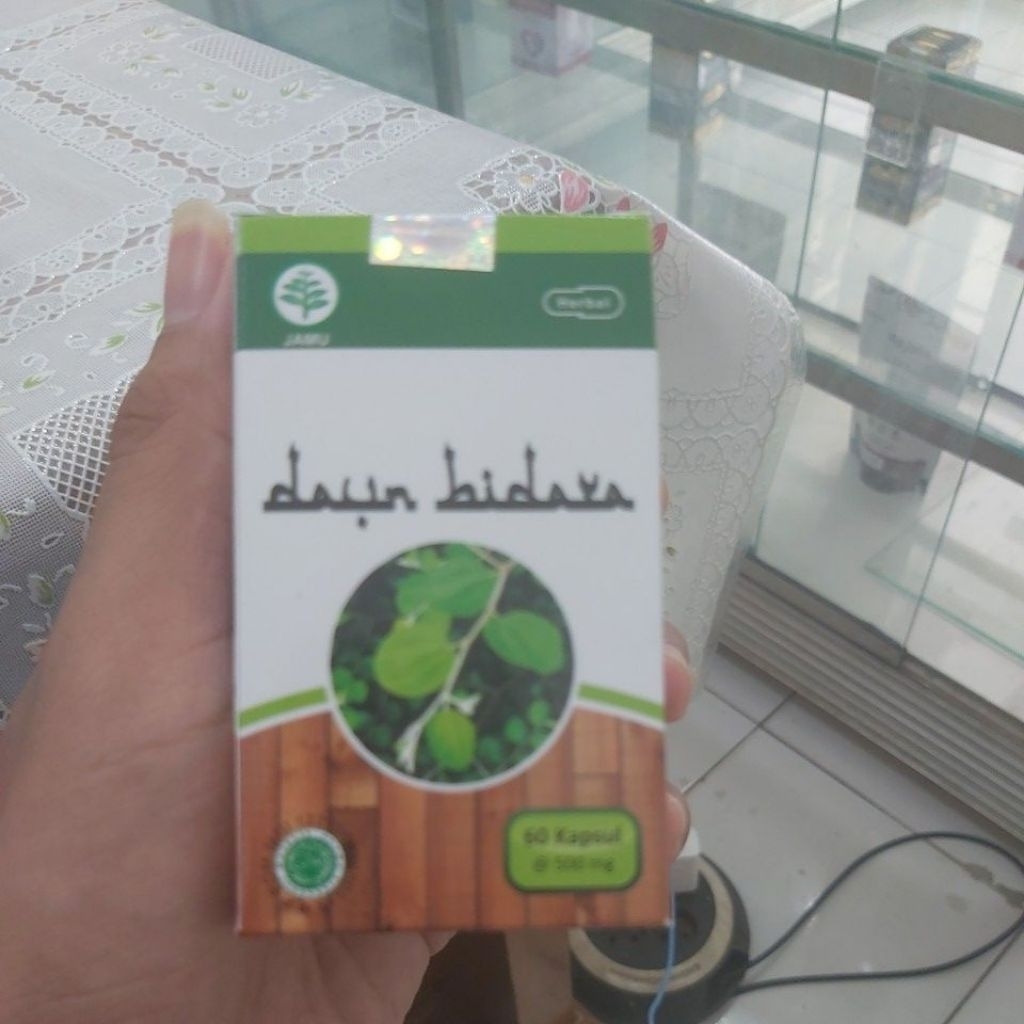 JAMU
Herbal
daun bidara
60 Kapsul
@ 500 mg